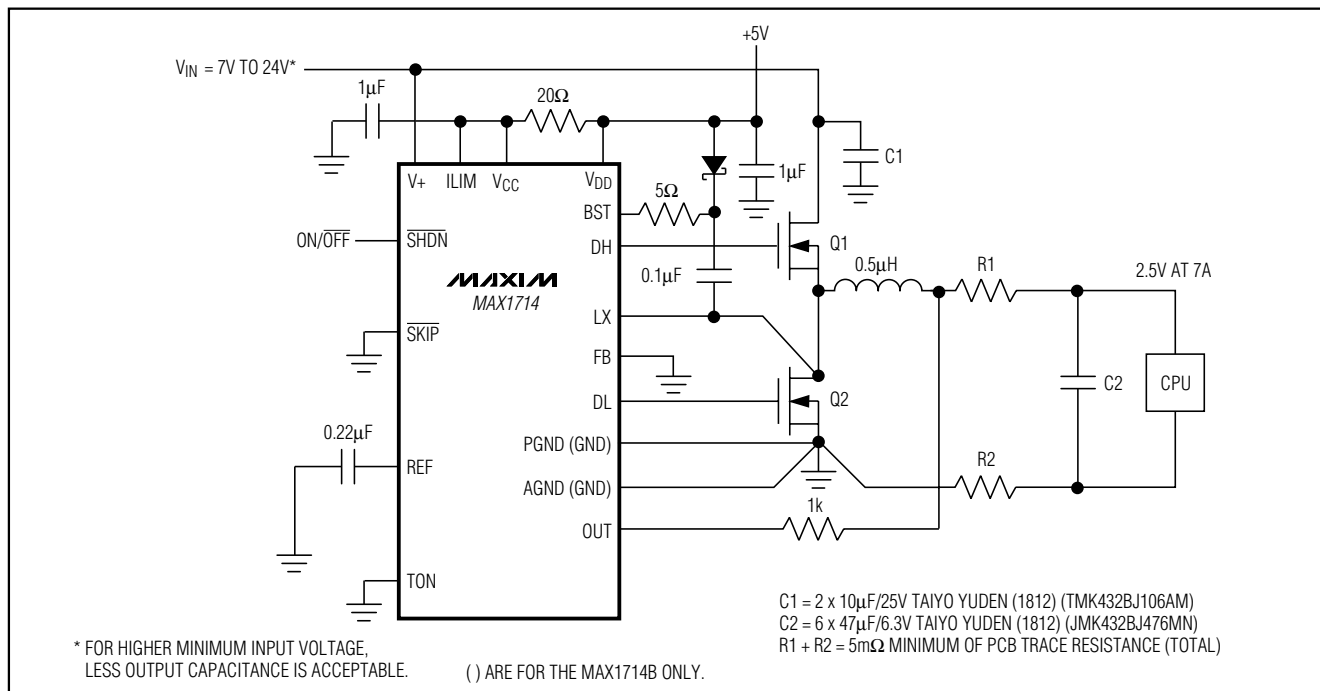 +5V
VIN = 7V TO 24V*
1µF
20Ω
C1
V+
ILIM
VCC
VDD
1µF
5Ω
BST
ON/OFF
SHDN
DH
Q1
0.5µH
R1
2.5V AT 7A
MAXIM
MAX1714
0.1µF
LX
SKIP
FB
C2
CPU
DL
Q2
0.22µF
PGND (GND)
R2
REF
AGND (GND)
1k
OUT
TON
C1 = 2 x 10µF/25V TAIYO YUDEN (1812) (TMK432BJ106AM)
C2 = 6 x 47µF/6.3V TAIYO YUDEN (1812) (JMK432BJ476MN)
R1 + R2 = 5mΩ MINIMUM OF PCB TRACE RESISTANCE (TOTAL)
* FOR HIGHER MINIMUM INPUT VOLTAGE,
LESS OUTPUT CAPACITANCE IS ACCEPTABLE.
( ) ARE FOR THE MAX1714B ONLY.